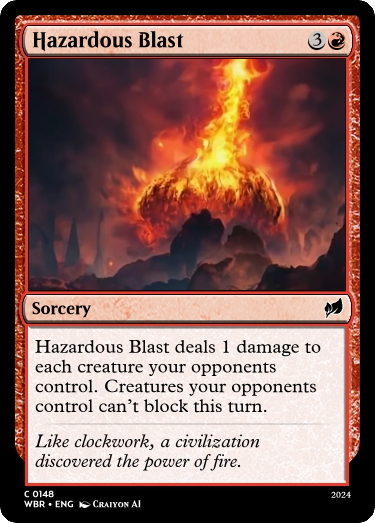 Hazardous Blast 3
Sorcery
Hazardous Blast deals 1 damage to
each creature your opponents
control. Creatures your opponents
control can't block this turn.
Like clockwork, a civilization
discovered the power of fire.
C 0148 2024
WBR • ENG Craiyon AI